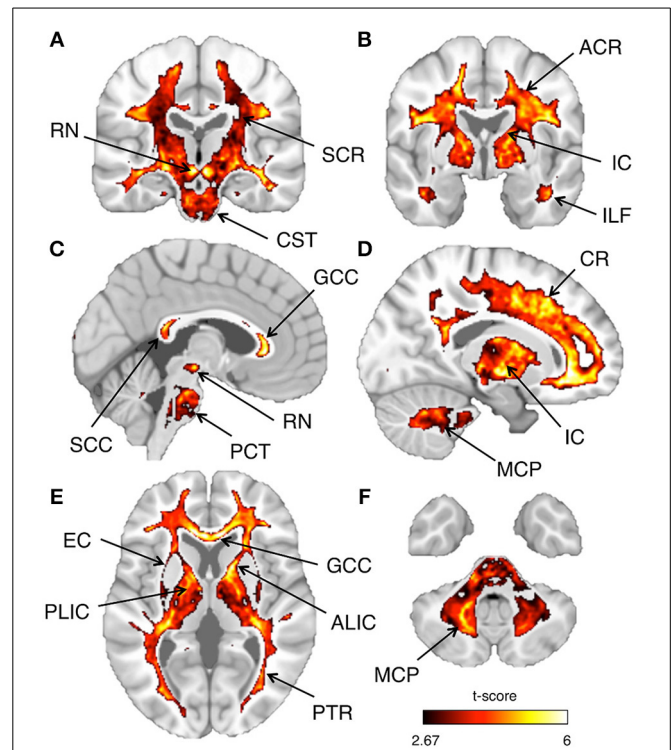 A
B
ACR
RN
SCR
IC
CST
ILF
C
GCC
D
CR
SCC
PCT
RN
MCP
IC
E
F
EC
GCC
PLIC
ALIC
MCP
PTR
t-score
2.67 6